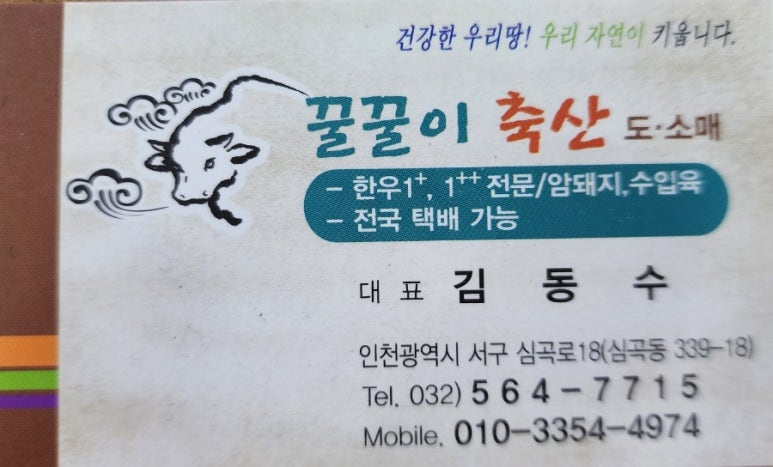 건강한 우리땅! 우리 자연이 키웁니다.
꿀꿀이 축산 도·소매
- 한우1+, 1++ 전문/암돼지,수입육
- 전국 택배 가능
대 표 김 동 수
인천광역시 서구 심곡로18(심곡동 339-18)
Tel. 032) 564-7715
Mobile. 010-3354-4974